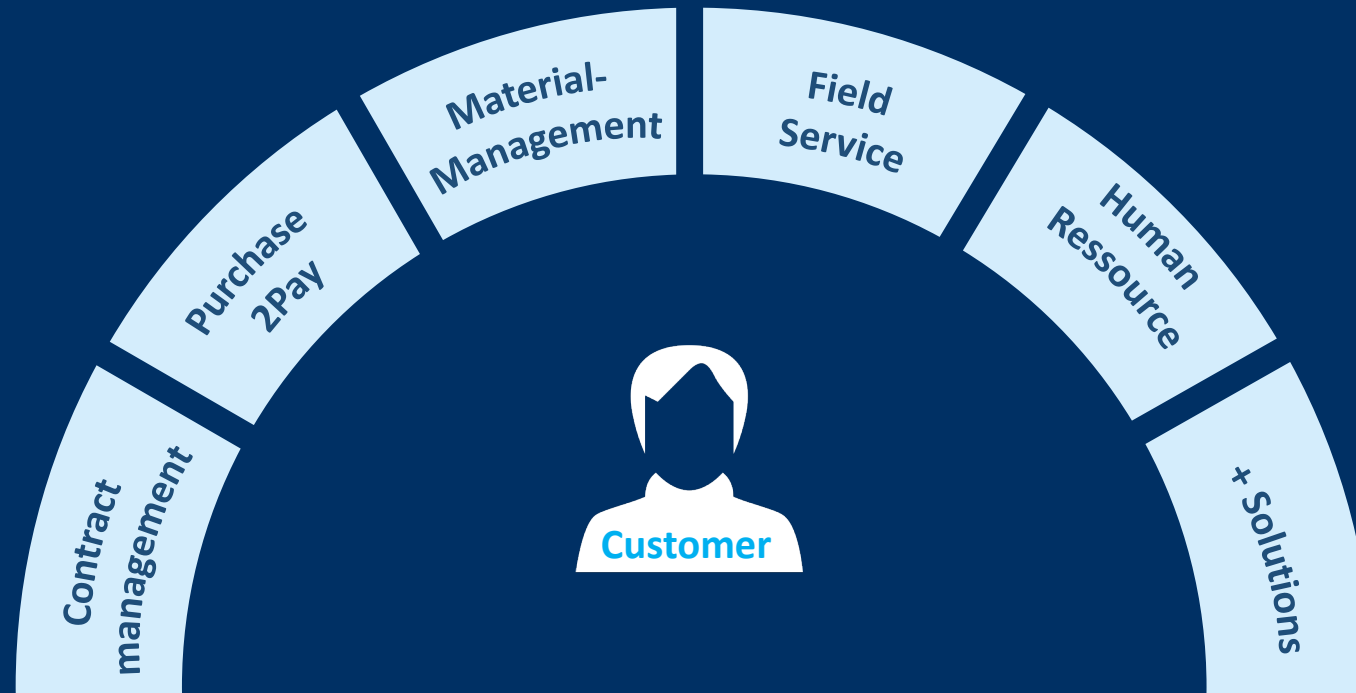 Contract
management
Purchase
2Pay
Material-
Management
Field
Service
Human
Ressource
+ Solutions
Customer